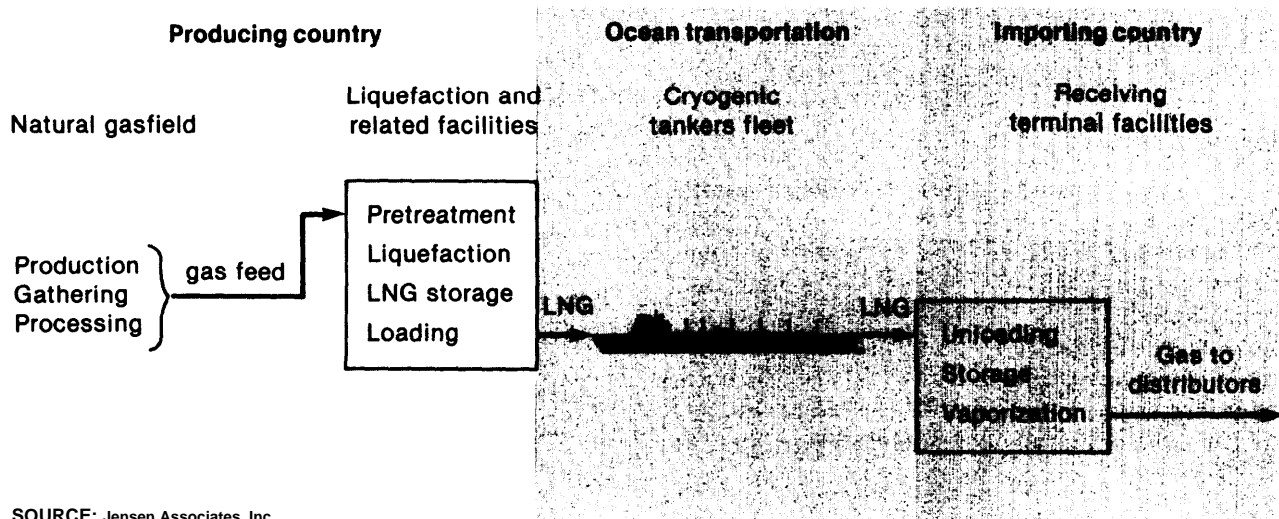 Producing country
Ocean transportation
Importing country
Natural gasfield
Liquefaction and
related facilities
Cryogenic
tankers fleet
Receiving
terminal facilities
Production
Gathering
Processing
gas feed
Pretreatment
Liquefaction
LNG storage
Loading
LNG
LNG
Unloading
Storage
Vaporization
Gas to
distributors
SOURCE: Jensen Associates, Inc